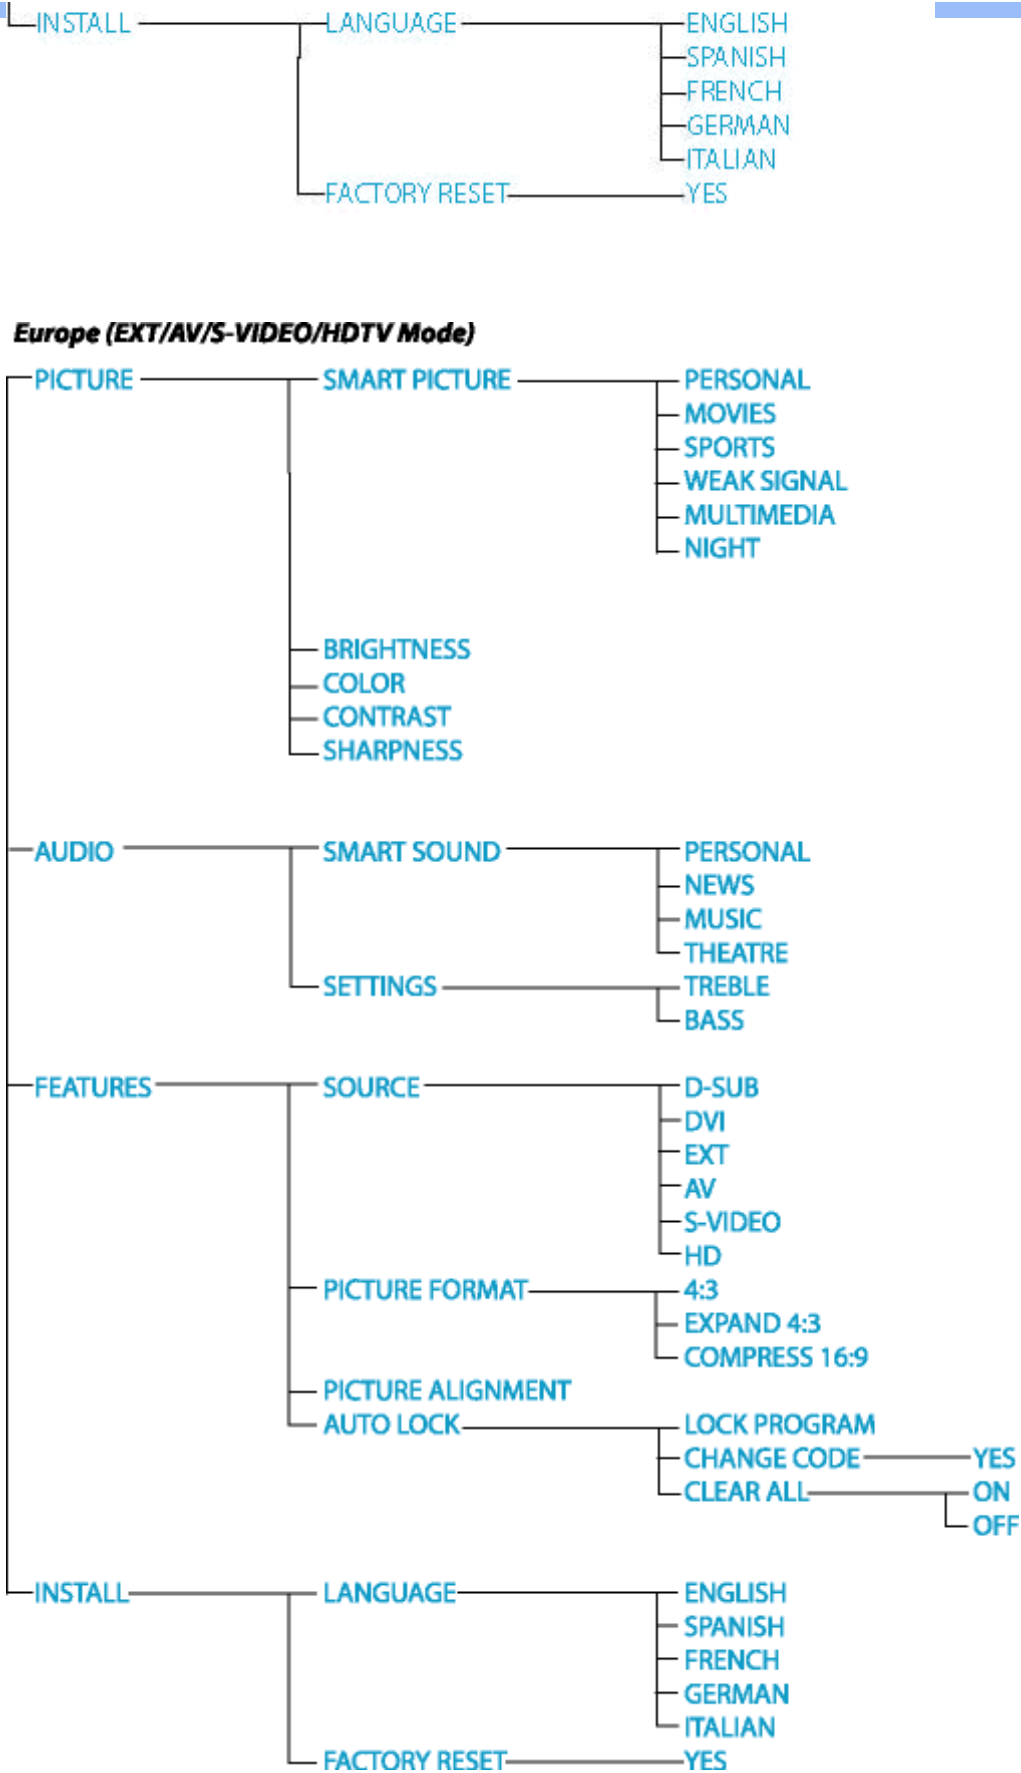 INSTALL LANGUAGE ENGLISH
SPANISH
FRENCH
GERMAN
ITALIAN
FACTORY RESET YES
Europe (EXT/AV/S-VIDEO/HDTV Mode)
PICTURE SMART PICTURE PERSONAL
MOVIES
SPORTS
WEAK SIGNAL
MULTIMEDIA
NIGHT
BRIGHTNESS
COLOR
CONTRAST
SHARPNESS
AUDIO SMART SOUND PERSONAL
NEWS
MUSIC
THEATRE
SETTINGS TREBLE
BASS
FEATURES SOURCE D-SUB
DVI
EXT
AV
S-VIDEO
HD
PICTURE FORMAT 4:3
EXPAND 4:3
COMPRESS 16:9
PICTURE ALIGNMENT
AUTO LOCK LOCK PROGRAM
CHANGE CODE YES
CLEAR ALL ON
OFF
INSTALL LANGUAGE ENGLISH
SPANISH
FRENCH
GERMAN
ITALIAN
FACTORY RESET YES